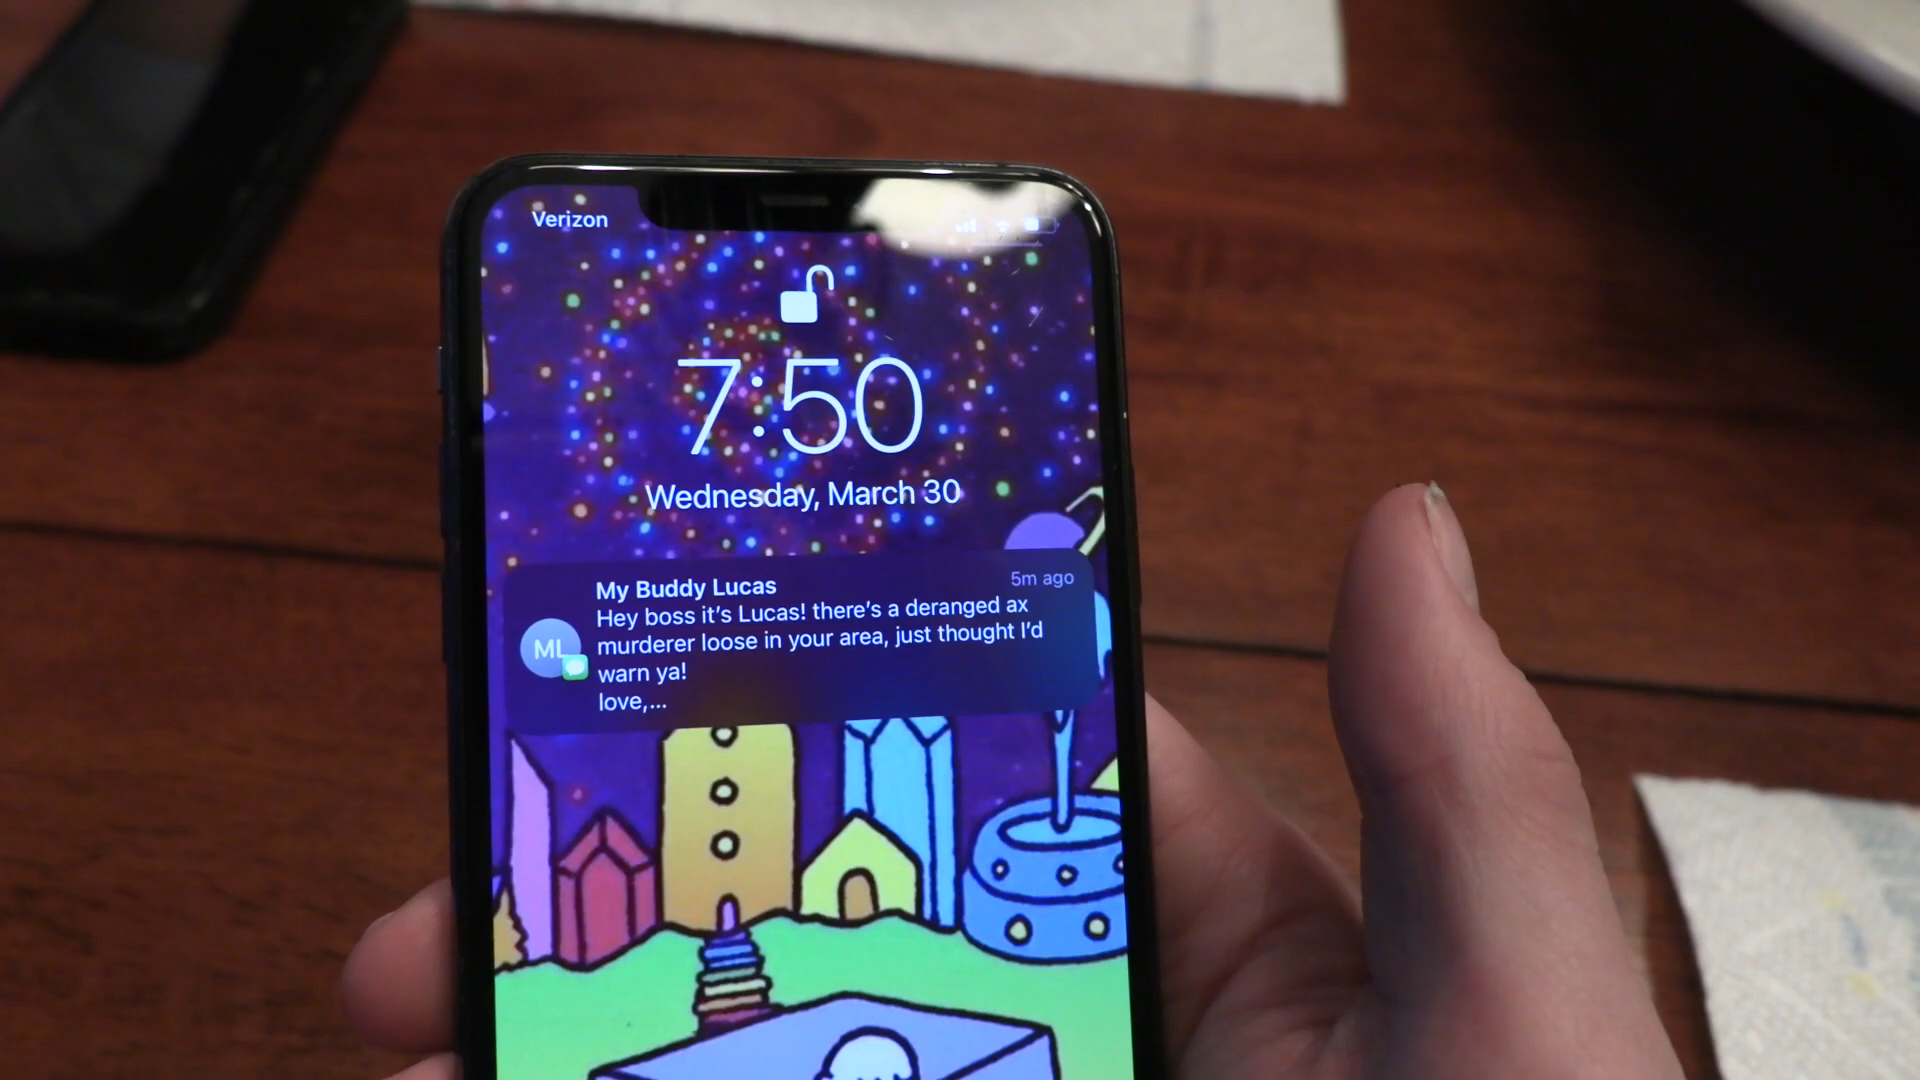 Verizon
7:50
Wednesday, March 30
My Buddy Lucas
5m ago
Hey boss it's Lucas! there's a deranged ax
murderer loose in your area, just thought I'd
warn ya!
love,...
ML